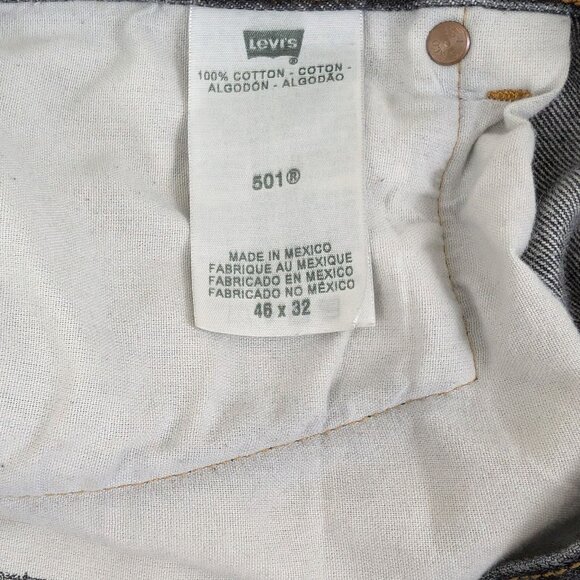 Levi's
®
100% COTTON - COTON -
ALGODÓN - ALGODÃO
501®
MADE IN MEXICO
FABRIQUE AU MEXIQUE
FABRICADO EN MEXICO
FABRICADO NO MÉXICO
46 x 32